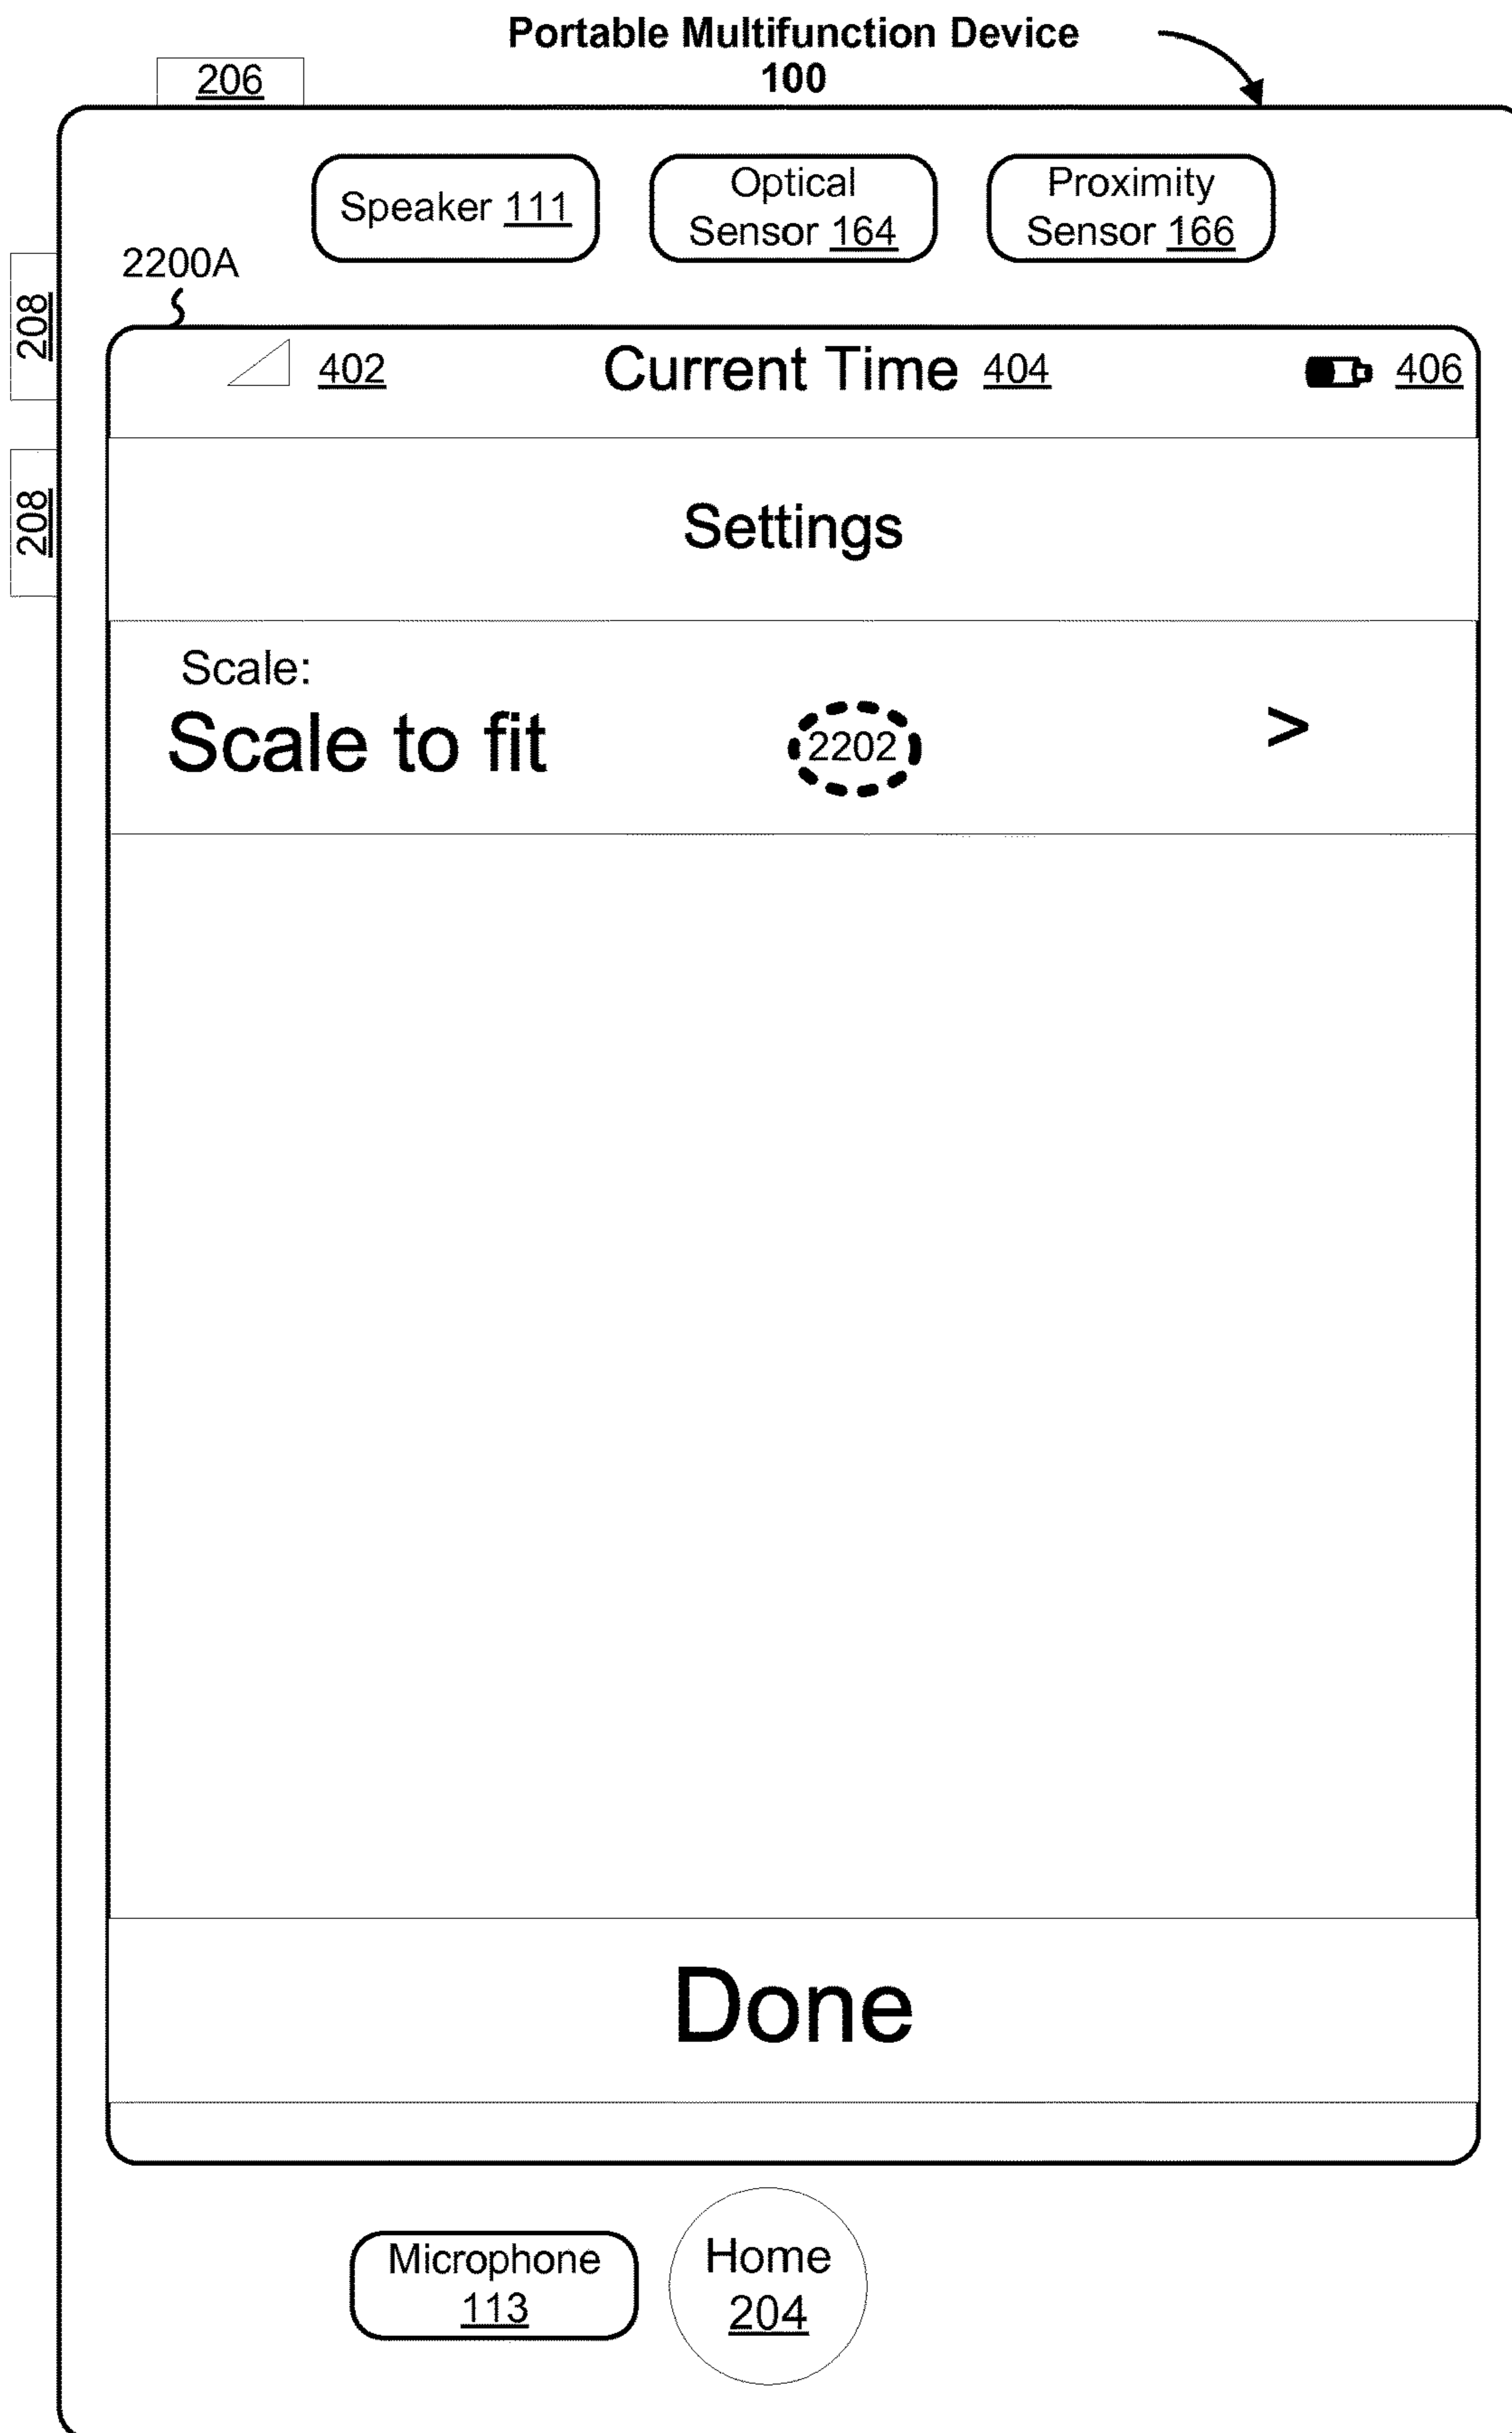 Portable Multifunction Device
100
206
Speaker 111
Optical
Sensor 164
Proximity
Sensor 166
2200A
208
402
Current Time 404
406
208
Settings
Scale:
Scale to fit
2202
>
Done
Microphone
113
Home
204